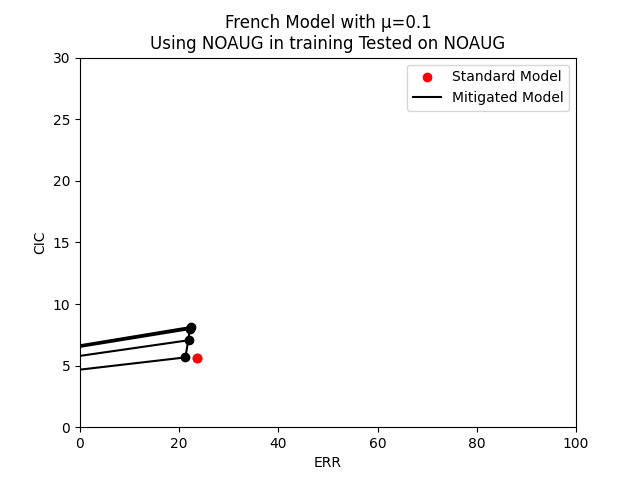 French Model with μ=0.1
Using NOAUG in training Tested on NOAUG
Standard Model
Mitigated Model
30
25
20
15
10
5
0
CIC
0 20 40 60 80 100
ERR